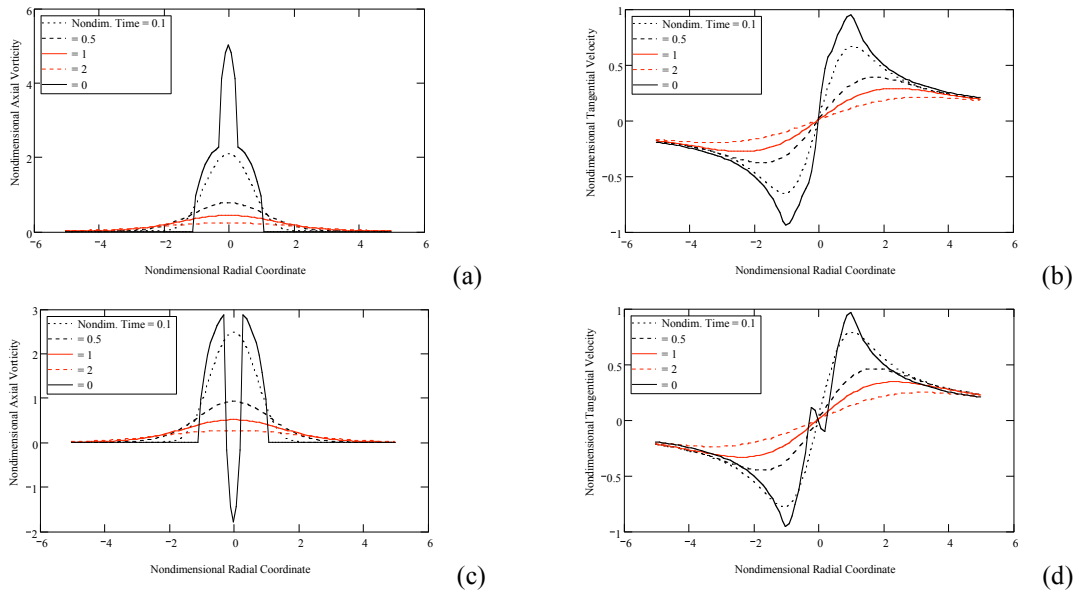 Nondim. Time = 0.1
= 0.5
= 1
= 2
= 0
Nondimensional Axial Vorticity
6
4
2
0
−6 −4 −2 0 2 4 6
Nondimensional Radial Coordinate
(a)
Nondim. Time = 0.1
= 0.5
= 1
= 2
= 0
Nondimensional Tangential Velocity
1
0.5
0
−0.5
−1
−6 −4 −2 0 2 4 6
Nondimensional Radial Coordinate
(b)
Nondim. Time = 0.1
= 0.5
= 1
= 2
= 0
Nondimensional Axial Vorticity
3
2
1
0
−1
−2
−6 −4 −2 0 2 4 6
Nondimensional Radial Coordinate
(c)
Nondim. Time = 0.1
= 0.5
= 1
= 2
= 0
Nondimensional Tangential Velocity
1
0.5
0
−0.5
−1
−6 −4 −2 0 2 4 6
Nondimensional Radial Coordinate
(d)